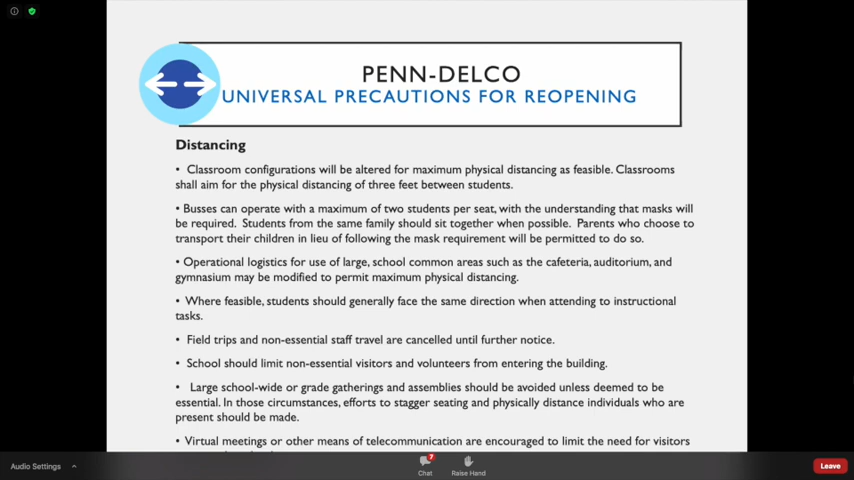 PENN-DELCO
UNIVERSAL PRECAUTIONS FOR REOPENING
Distancing
• Classroom configurations will be altered for maximum physical distancing as feasible. Classrooms
shall aim for the physical distancing of three feet between students.
• Busses can operate with a maximum of two students per seat, with the understanding that masks will
be required. Students from the same family should sit together when possible. Parents who choose to
transport their children in lieu of following the mask requirement will be permitted to do so.
• Operational logistics for use of large, school common areas such as the cafeteria, auditorium, and
gymnasium may be modified to permit maximum physical distancing.
• Where feasible, students should generally face the same direction when attending to instructional
tasks.
• Field trips and non-essential staff travel are cancelled until further notice.
• School should limit non-essential visitors and volunteers from entering the building.
• Large school-wide or grade gatherings and assemblies should be avoided unless deemed to be
essential. In those circumstances, efforts to stagger seating and physically distance individuals who are
present should be made.
• Virtual meetings or other means of telecommunication are encouraged to limit the need for visitors
Audio Settings
7
Chat
Raise Hand
Leave